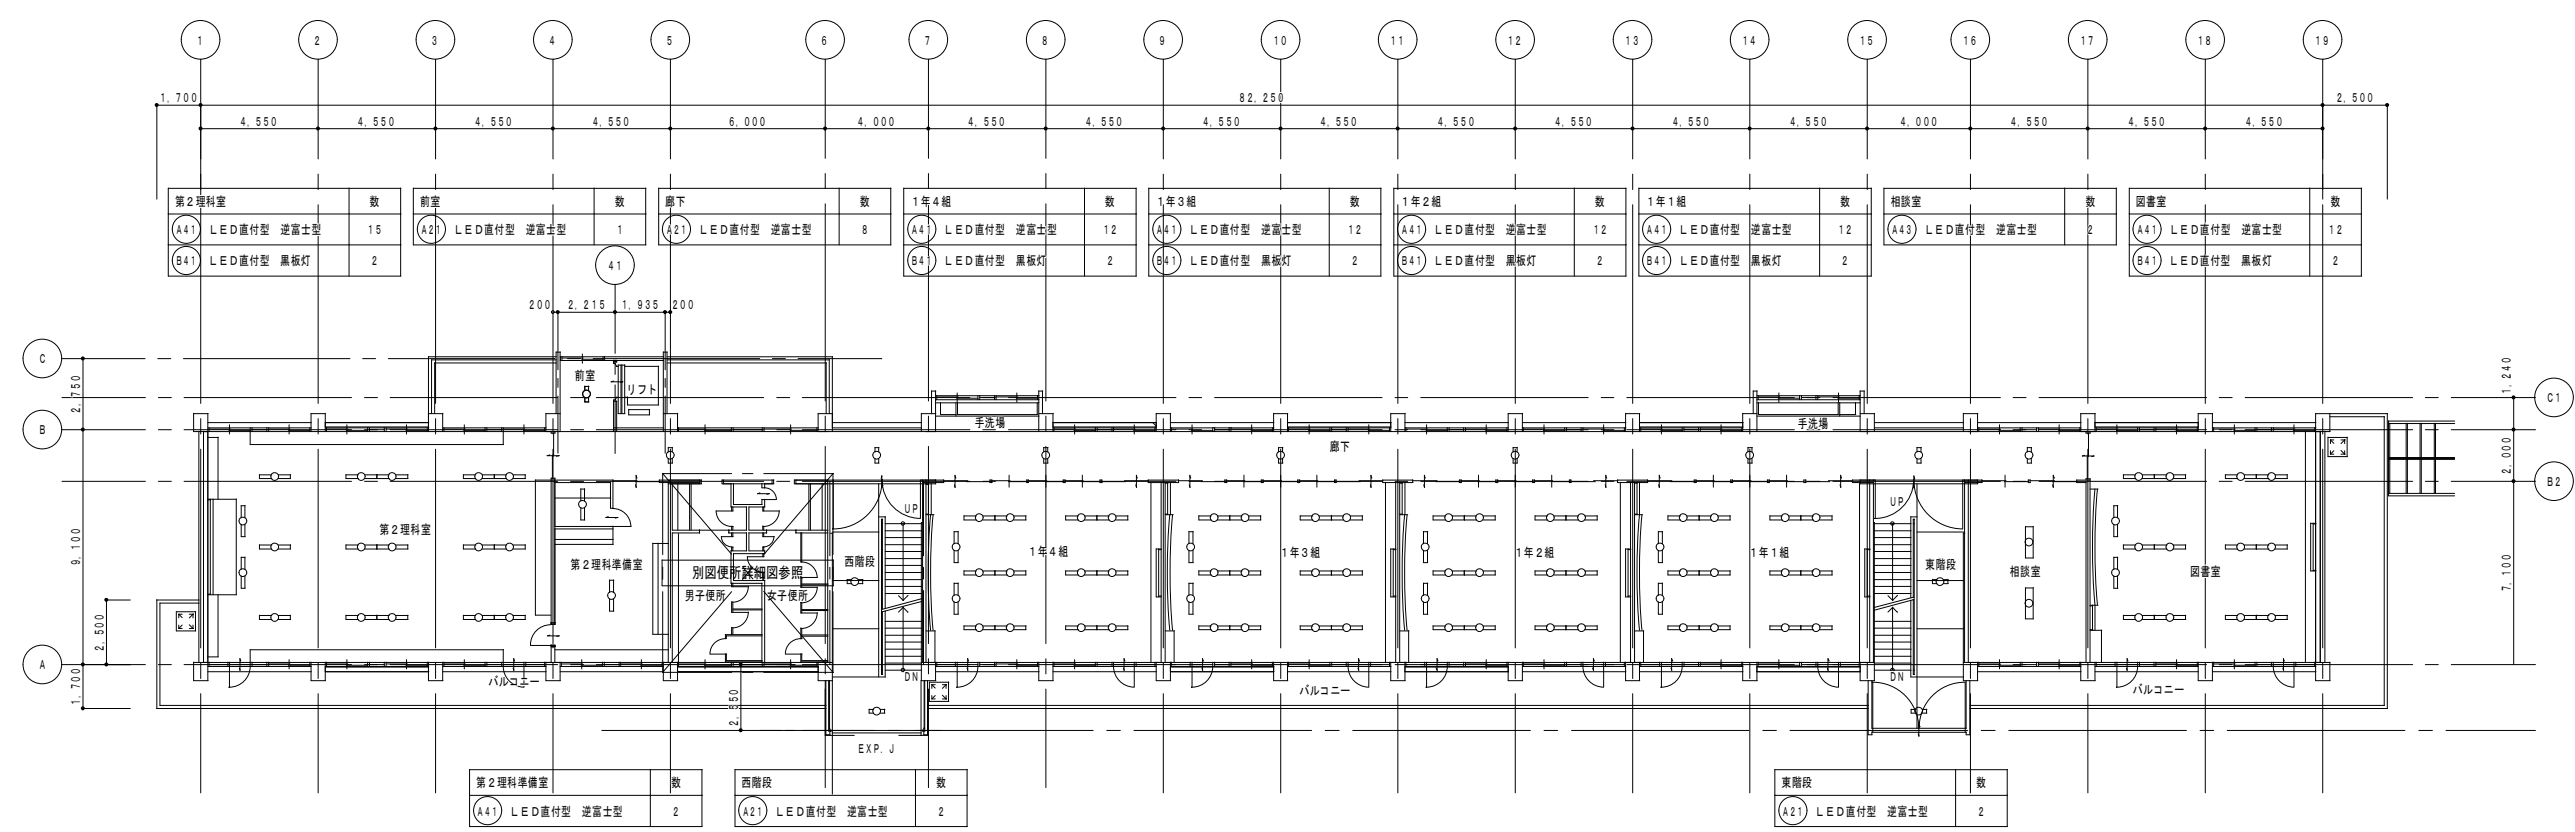 1 2 3 4 5 6 7 8 9 10 11 12 13 14 15 16 17 18 19
1,700 82,250 2,500
4,550 4,550 4,550 4,550 6,000 4,000 4,550 4,550 4,550 4,550 4,550 4,550 4,550 4,550 4,000 4,550 4,550 4,550
第2理科室 数
A41 LED直付型 逆富士型 15
B41 LED直付型 黒板灯 2
前室 数
A21 LED直付型 逆富士型 1
廊下 数
A21 LED直付型 逆富士型 8
1年4組 数
A41 LED直付型 逆富士型 12
B41 LED直付型 黒板灯 2
1年3組 数
A41 LED直付型 逆富士型 12
B41 LED直付型 黒板灯 2
1年2組 数
A41 LED直付型 逆富士型 12
B41 LED直付型 黒板灯 2
1年1組 数
A41 LED直付型 逆富士型 12
B41 LED直付型 黒板灯 2
相談室 数
A43 LED直付型 逆富士型 2
図書室 数
A41 LED直付型 逆富士型 12
B41 LED直付型 黒板灯 2
41
200 2,215 1,935 200
C
2,750
B
9,100
2,500
A
1,700
前室
リフト
手洗場
手洗場
廊下
1,240
C1
2,000
B2
7,100
第2理科室
第2理科準備室
別図便所詳細図参照
男子便所
女子便所
西階段
UP
DN
1年4組
1年3組
1年2組
1年1組
UP
DN
東階段
相談室
図書室
バルコニー
バルコニー
バルコニー
EXP.J
第2理科準備室 数
A41 LED直付型 逆富士型 2
西階段 数
A21 LED直付型 逆富士型 2
東階段 数
A21 LED直付型 逆富士型 2